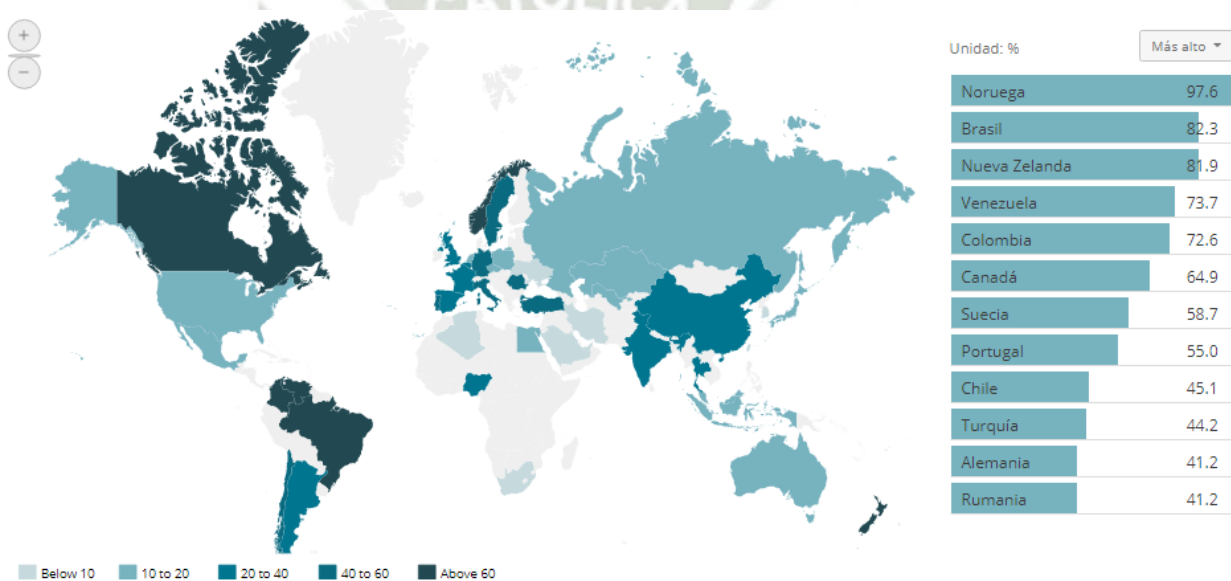 +
−
Unidad: %
Más alto
Noruega 97.6
Brasil 82.3
Nueva Zelanda 81.9
Venezuela 73.7
Colombia 72.6
Canadá 64.9
Suecia 58.7
Portugal 55.0
Chile 45.1
Turquía 44.2
Alemania 41.2
Rumania 41.2
Below 10 10 to 20 20 to 40 40 to 60 Above 60